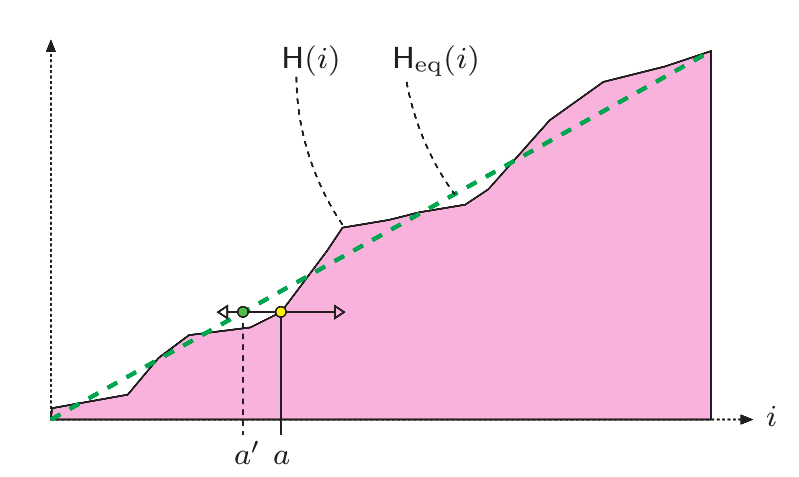 H(i) H_eq(i)
i
a′ a